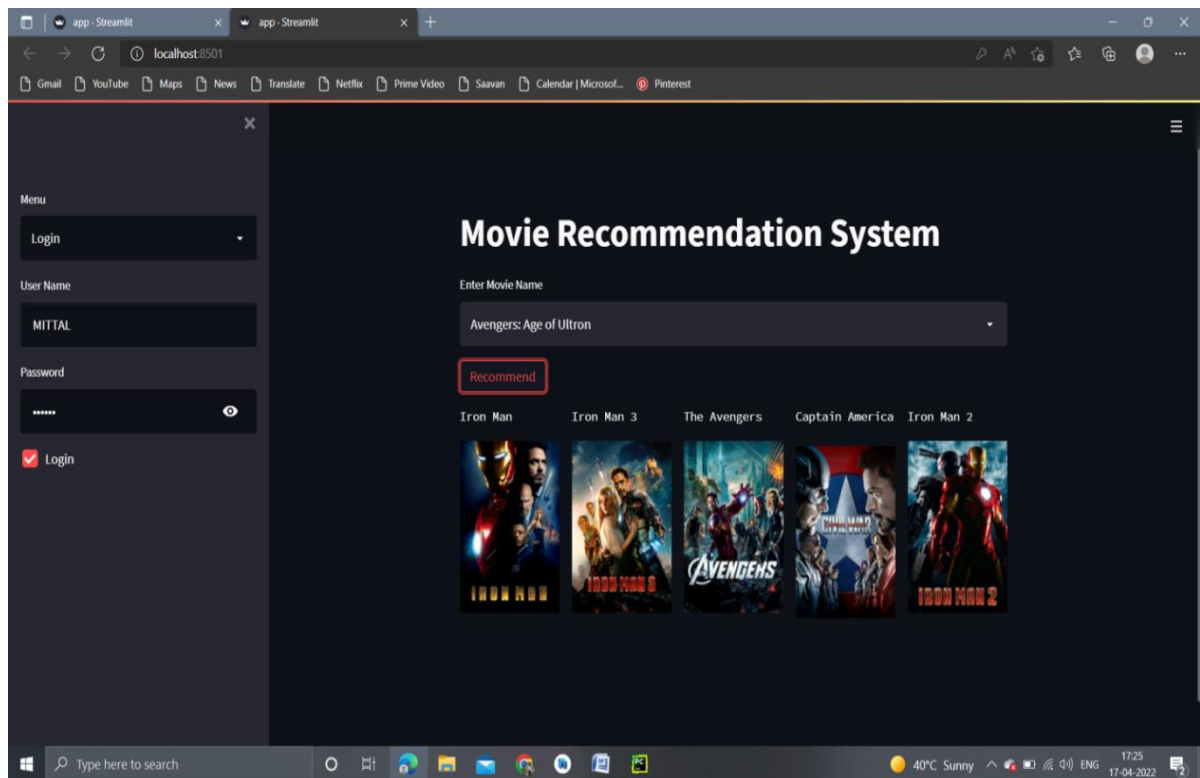 app - Streamlit
app - Streamlit
localhost:8501
Gmail YouTube Maps News Translate Netflix Prime Video Saavan Calendar | Microsof... Pinterest
Menu
Login
User Name
MITTAL
Password
Login
Movie Recommendation System
Enter Movie Name
Avengers: Age of Ultron
Recommend
Iron Man Iron Man 3 The Avengers Captain America Iron Man 2
IRON MAN
IRON MAN 3
AVENGERS
CIVIL WAR
IRON MAN 2
Type here to search
40°C Sunny
ENG
17:25
17-04-2022